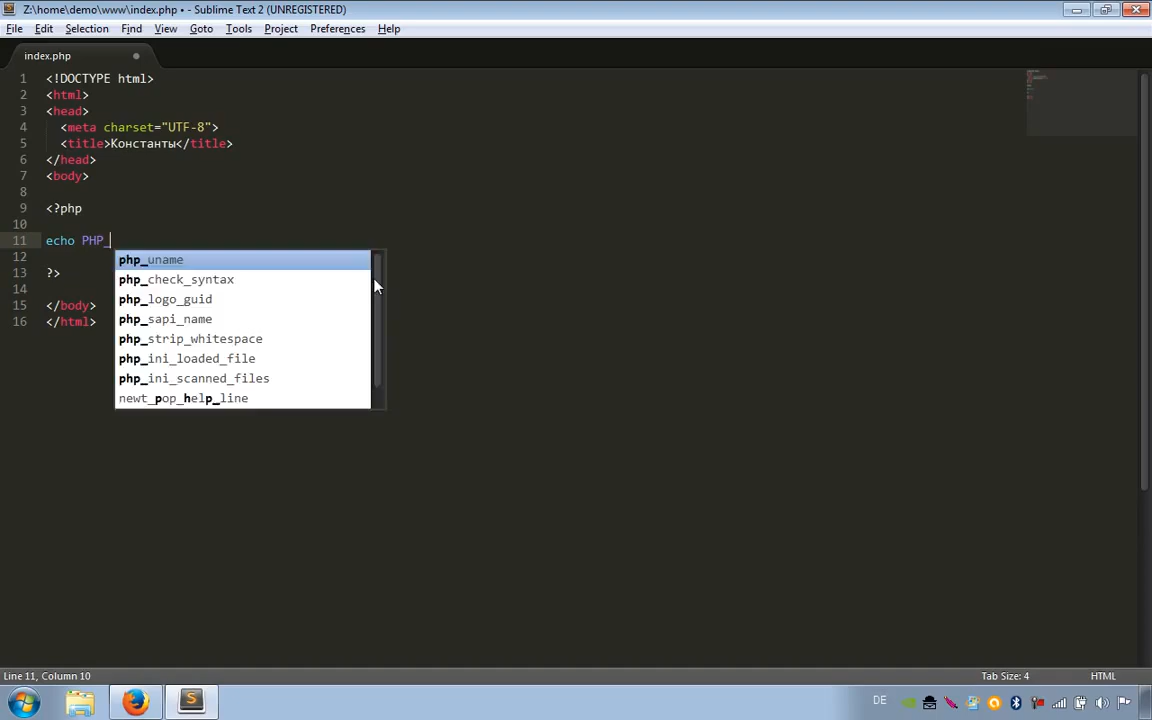 Z:\home\demo\www\index.php • - Sublime Text 2 (UNREGISTERED)
File Edit Selection Find View Goto Tools Project Preferences Help
index.php
1 <!DOCTYPE html>
2 <html>
3 <head>
4 <meta charset="UTF-8">
5 <title>Константы</title>
6 </head>
7 <body>
8
9 <?php
10
11 echo PHP_
12
13 ?>
14
15 </body>
16 </html>
php_uname
php_check_syntax
php_logo_guid
php_sapi_name
php_strip_whitespace
php_ini_loaded_file
php_ini_scanned_files
newt_pop_help_line
Line 11, Column 10 Tab Size: 4 HTML
DE